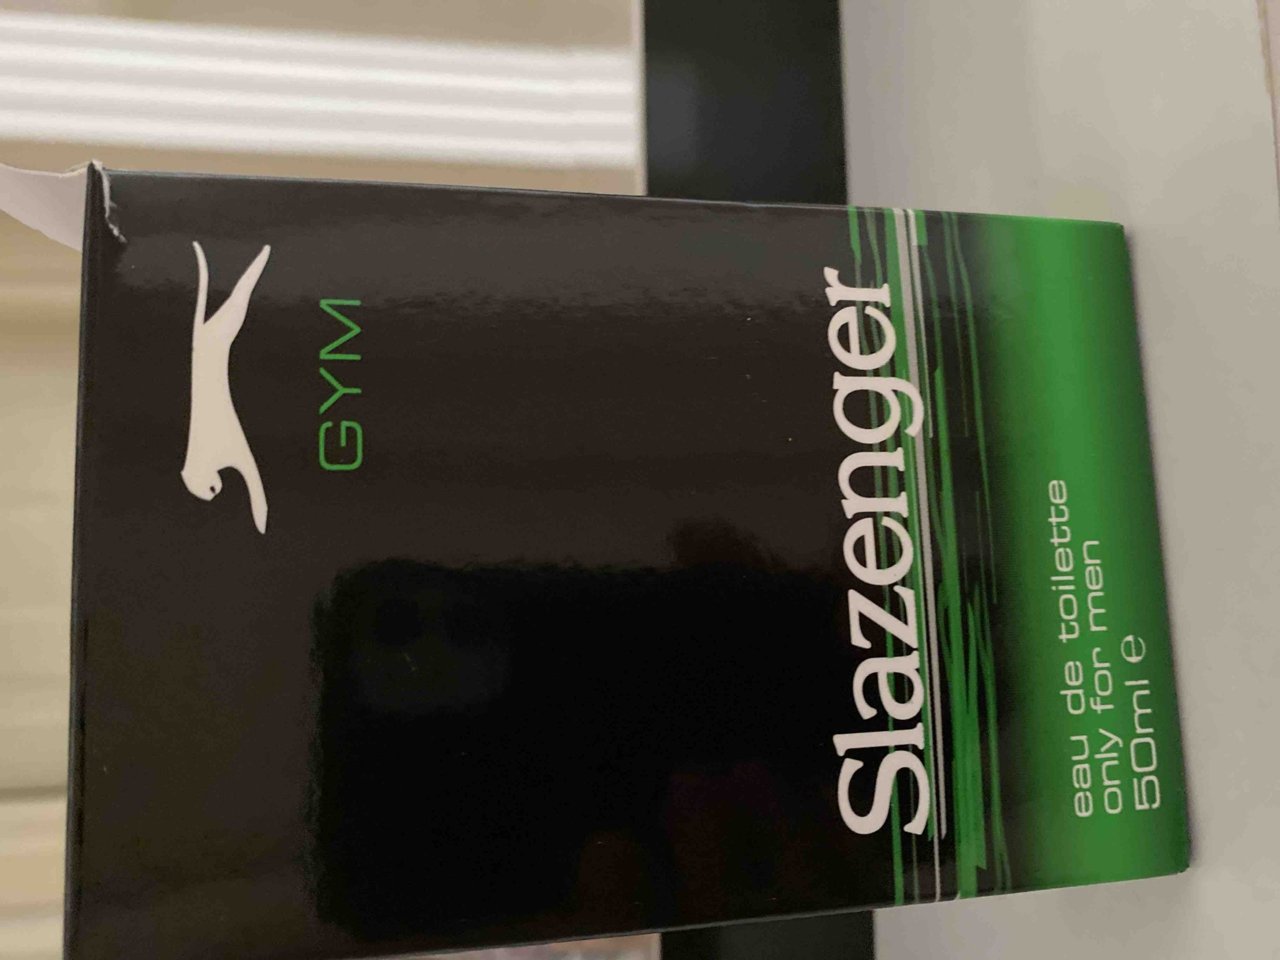 GYM
Slazenger
eau de toilette
only for men
50ml e